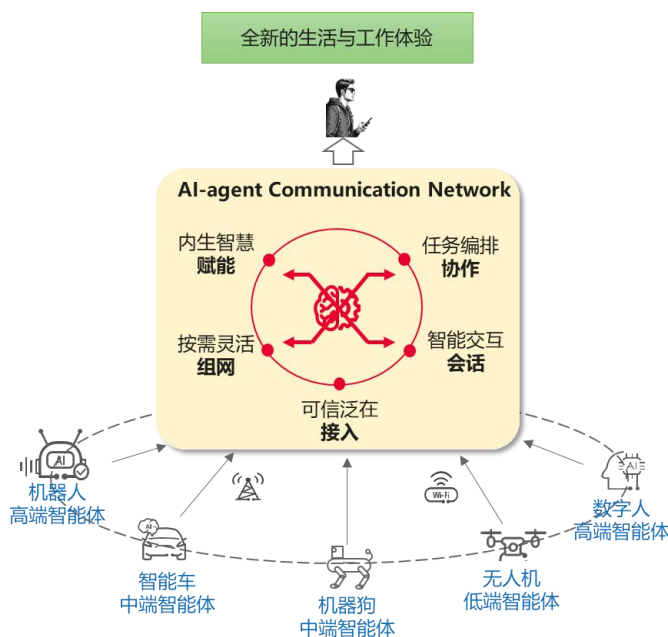 全新的生活与工作体验
AI-agent Communication Network
内生智慧
赋能
任务编排
协作
按需灵活
组网
智能交互
会话
可信泛在
接入
AI
机器人
高端智能体
Wi-Fi
AI
数字人
高端智能体
AI
智能车
中端智能体
机器狗
中端智能体
无人机
低端智能体